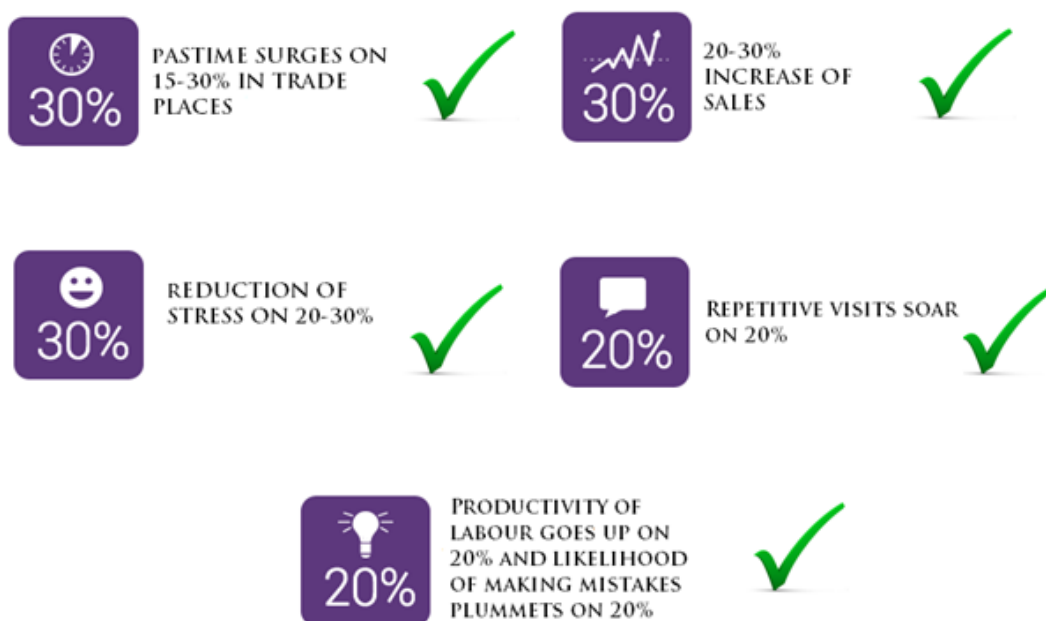 30%
PASTIME SURGES ON
15-30% IN TRADE
PLACES
30%
20-30%
INCREASE OF
SALES
30%
REDUCTION OF
STRESS ON 20-30%
20%
REPETITIVE VISITS SOAR
ON 20%
20%
PRODUCTIVITY OF
LABOUR GOES UP ON
20% AND LIKELIHOOD
OF MAKING MISTAKES
PLUMMETS ON 20%